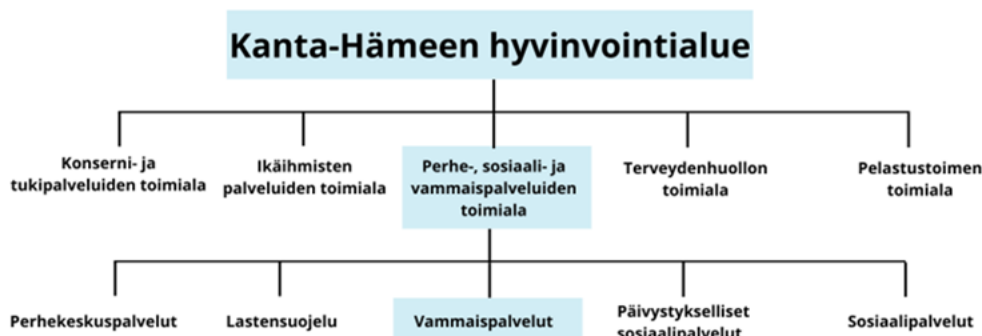 Kanta-Hämeen hyvinvointialue
Konserni- ja
tukipalveluiden toimiala
Ikäihmisten
palveluiden toimiala
Perhe-, sosiaali- ja
vammaispalveluiden
toimiala
Terveydenhuollon
toimiala
Pelastustoimen
toimiala
Perhekeskuspalvelut
Lastensuojelu
Vammaispalvelut
Päivystykselliset
sosiaalipalvelut
Sosiaalipalvelut